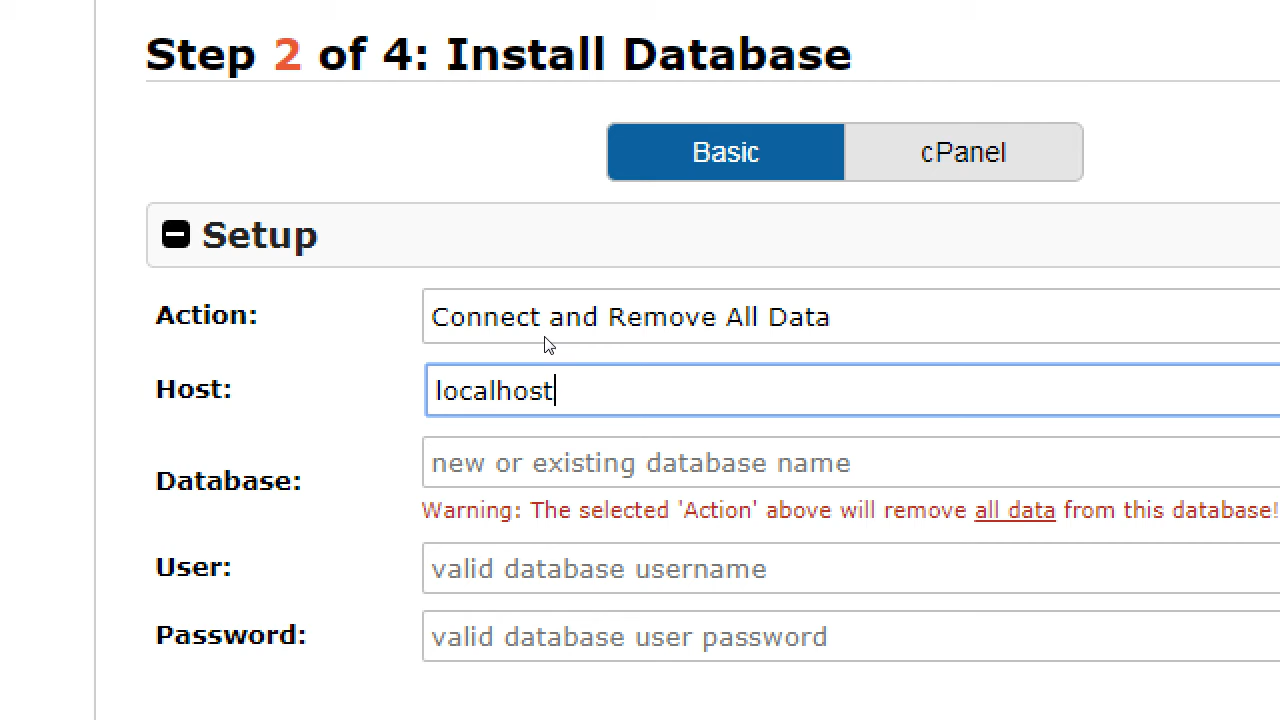 Step 2 of 4: Install Database
Basic cPanel
Setup
Action: Connect and Remove All Data
Host: localhost
Database: new or existing database name
Warning: The selected 'Action' above will remove all data from this database!
User: valid database username
Password: valid database user password